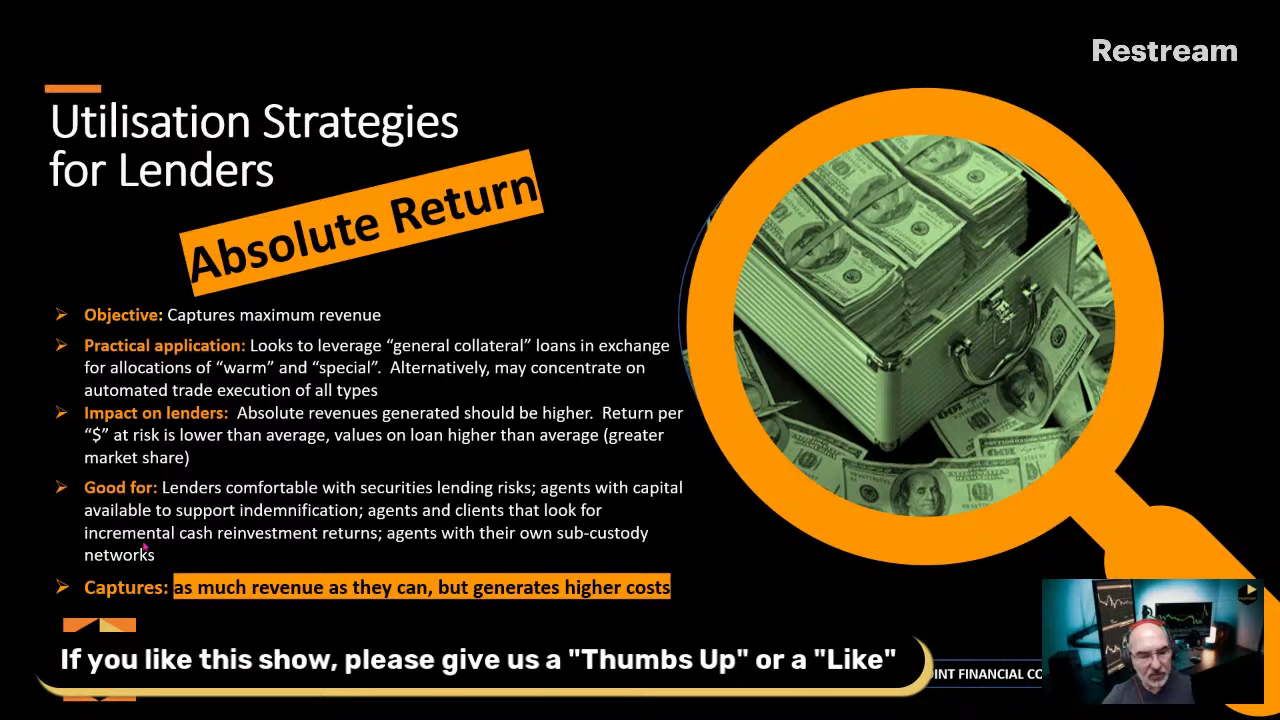 Restream
Utilisation Strategies
for Lenders
Absolute Return
Objective: Captures maximum revenue
Practical application: Looks to leverage “general collateral” loans in exchange
for allocations of “warm” and “special”.  Alternatively, may concentrate on
automated trade execution of all types
Impact on lenders:  Absolute revenues generated should be higher.  Return per
“$” at risk is lower than average, values on loan higher than average (greater
market share)
Good for: Lenders comfortable with securities lending risks; agents with capital
available to support indemnification; agents and clients that look for
incremental cash reinvestment returns; agents with their own sub-custody
networks
Captures: as much revenue as they can, but generates higher costs
If you like this show, please give us a "Thumbs Up" or a "Like"
FINANCIAL